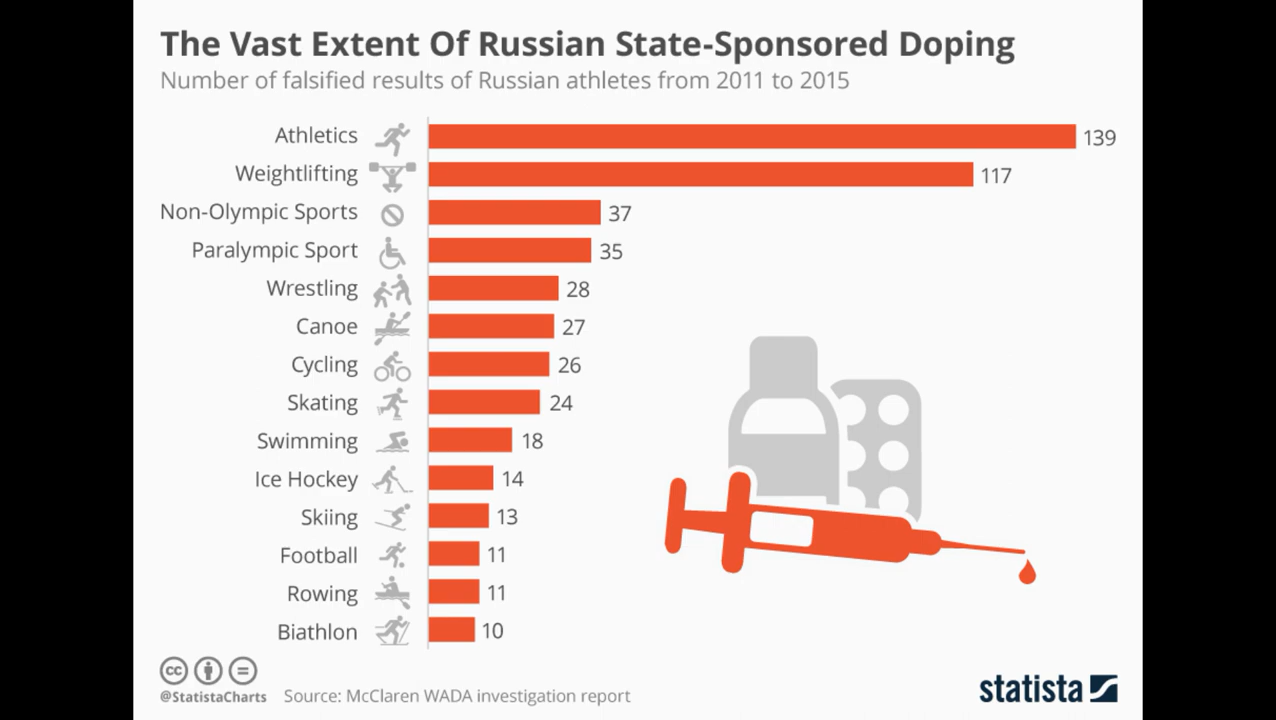 The Vast Extent Of Russian State-Sponsored Doping
Number of falsified results of Russian athletes from 2011 to 2015
Athletics 139
Weightlifting 117
Non-Olympic Sports 37
Paralympic Sport 35
Wrestling 28
Canoe 27
Cycling 26
Skating 24
Swimming 18
Ice Hockey 14
Skiing 13
Football 11
Rowing 11
Biathlon 10
cc
@StatistaCharts Source: McClaren WADA investigation report
statista